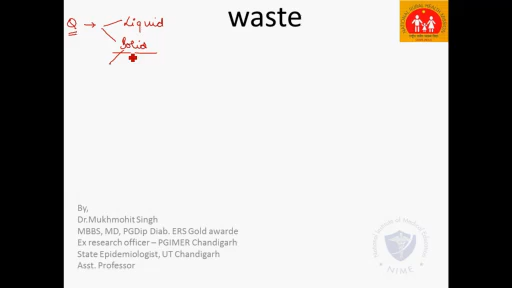 waste
Q → Liquid
Solid
By,
Dr.Mukhmohit Singh
MBBS, MD, PGDip Diab. ERS Gold awarde
Ex research officer – PGIMER Chandigarh
State Epidemiologist, UT Chandigarh
Asst. Professor
NIME